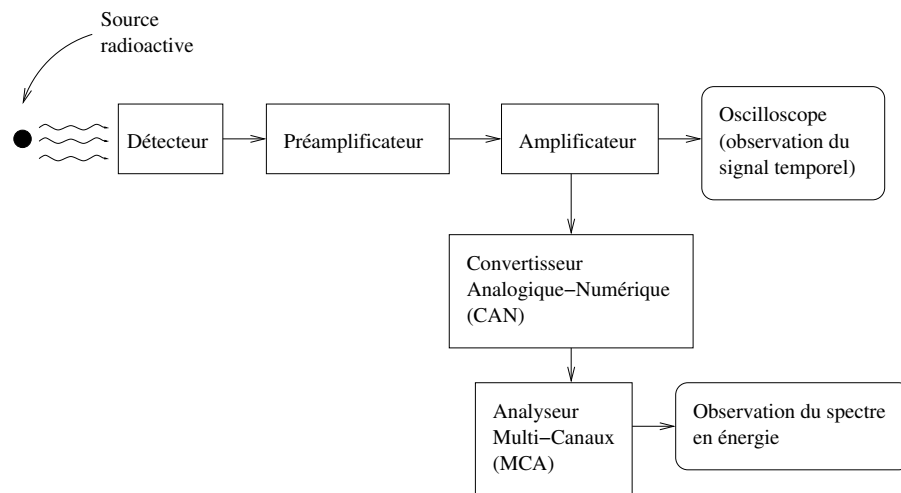 Source
radioactive
Détecteur
Préamplificateur
Amplificateur
Oscilloscope
(observation du
signal temporel)
Convertisseur
Analogique−Numérique
(CAN)
Analyseur
Multi−Canaux
(MCA)
Observation du spectre
en énergie